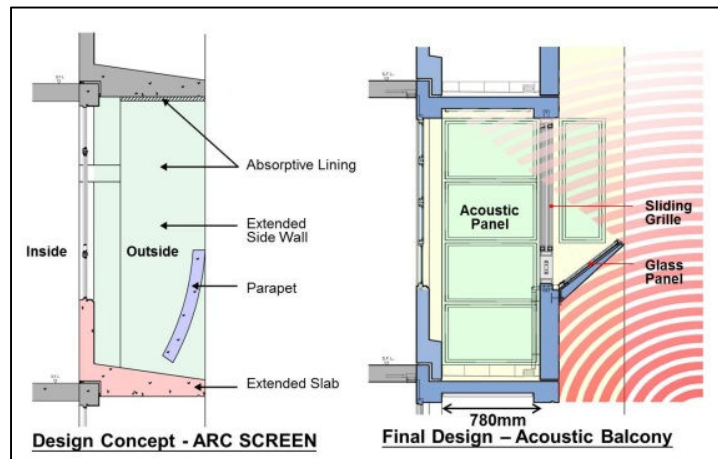 Absorptive Lining
Extended
Side Wall
Inside
Outside
Parapet
Extended Slab
Design Concept - ARC SCREEN
Acoustic
Panel
Sliding
Grille
Glass
Panel
780mm
Final Design – Acoustic Balcony